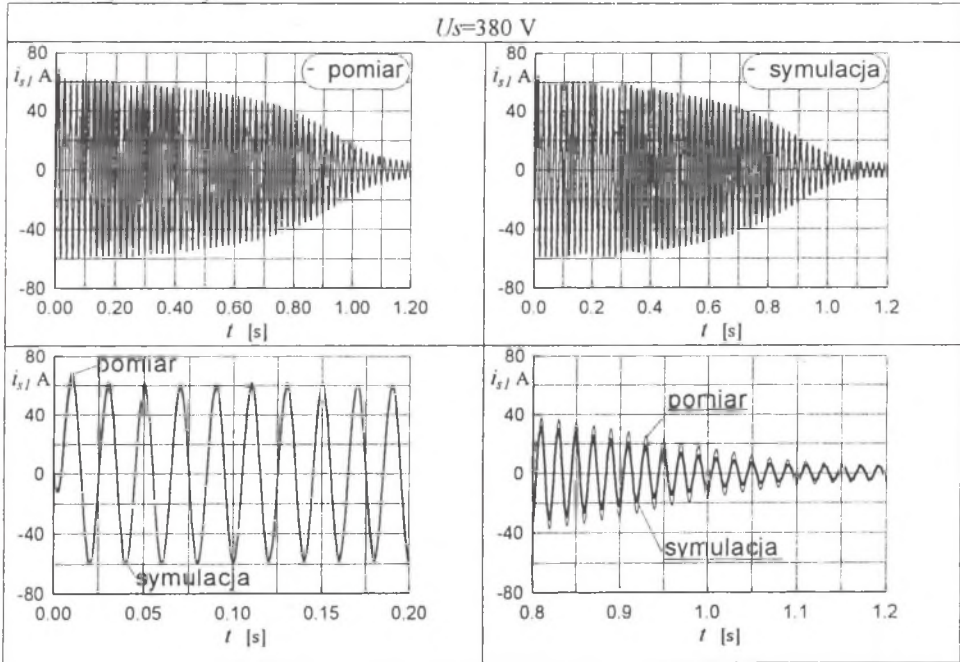 Us=380 V
80
i_s1 A
40
0
-40
-80
- pomiar
0.00 0.20 0.40 0.60 0.80 1.00 1.20
t [s]
80
i_s1 A
40
0
-40
-80
- symulacja
0.0 0.2 0.4 0.6 0.8 1.0 1.2
t [s]
80
i_s1 A
40
0
-40
-80
pomiar
symulacja
0.00 0.05 0.10 0.15 0.20
t [s]
80
i_s1 A
40
0
-40
-80
pomiar
symulacja
0.8 0.9 1.0 1.1 1.2
t [s]